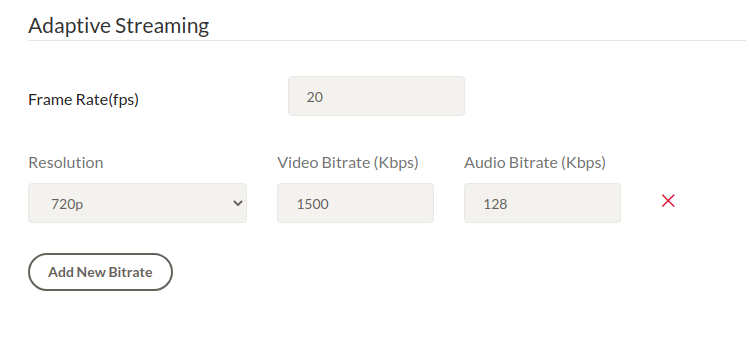 Adaptive Streaming
Frame Rate(fps) 20
Resolution Video Bitrate (Kbps) Audio Bitrate (Kbps)
720p 1500 128
Add New Bitrate